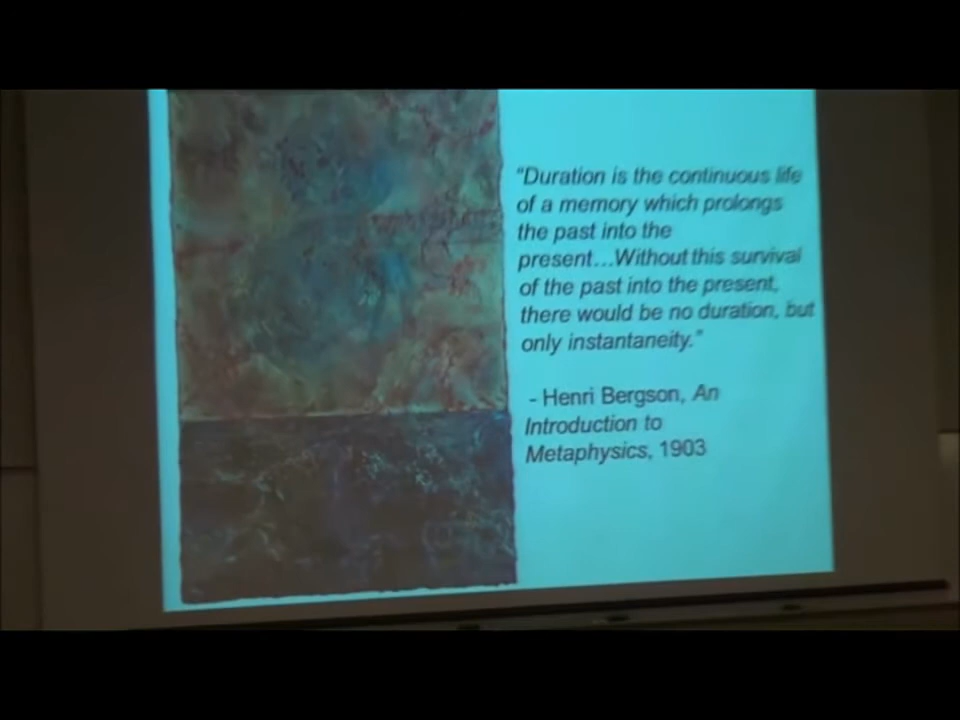 "Duration is the continuous life
of a memory which prolongs
the past into the
present...Without this survival
of the past into the present,
there would be no duration, but
only instantaneity."
- Henri Bergson, An
Introduction to
Metaphysics, 1903